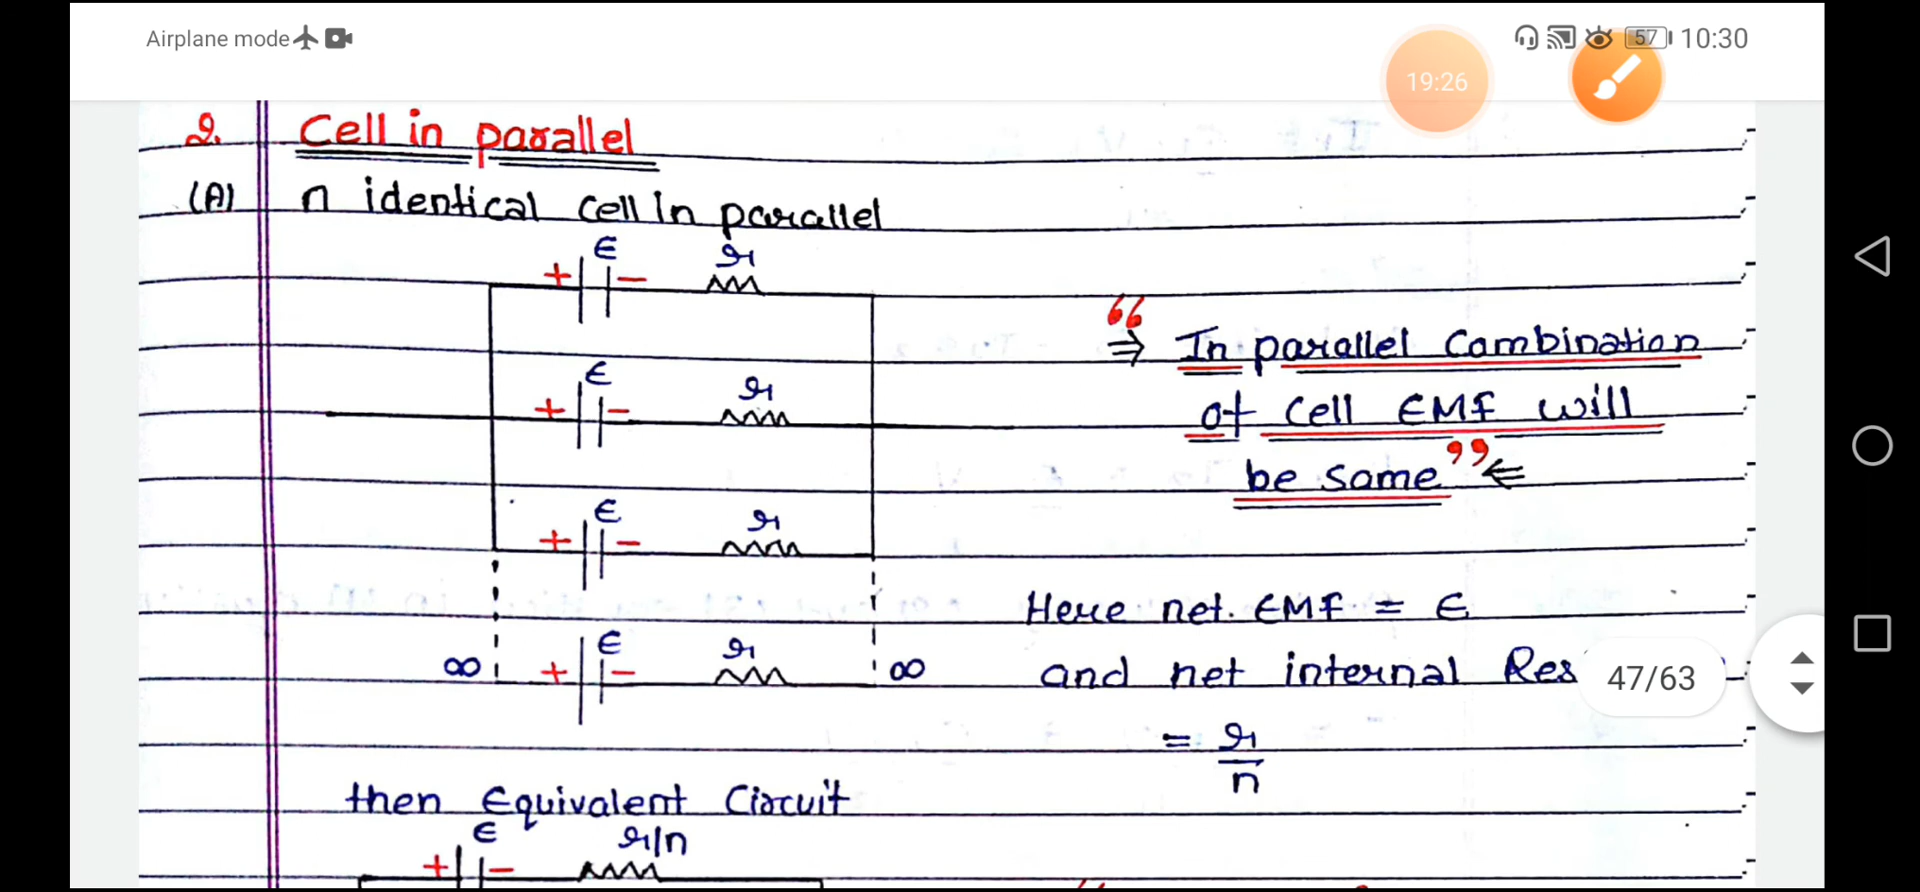 Airplane mode
57 10:30
19:26
2. Cell in parallel
(A) n identical cell in parallel
ε r
+ -
“
⇒ In parallel Combination
of cell EMF will
be same” ⇐
ε r
+ -
ε r
+ -
Here net. EMF = ε
ε r
∞ + - ∞
and net internal Res
47/63
= r/n
then Equivalent Circuit
ε r/n
+ -